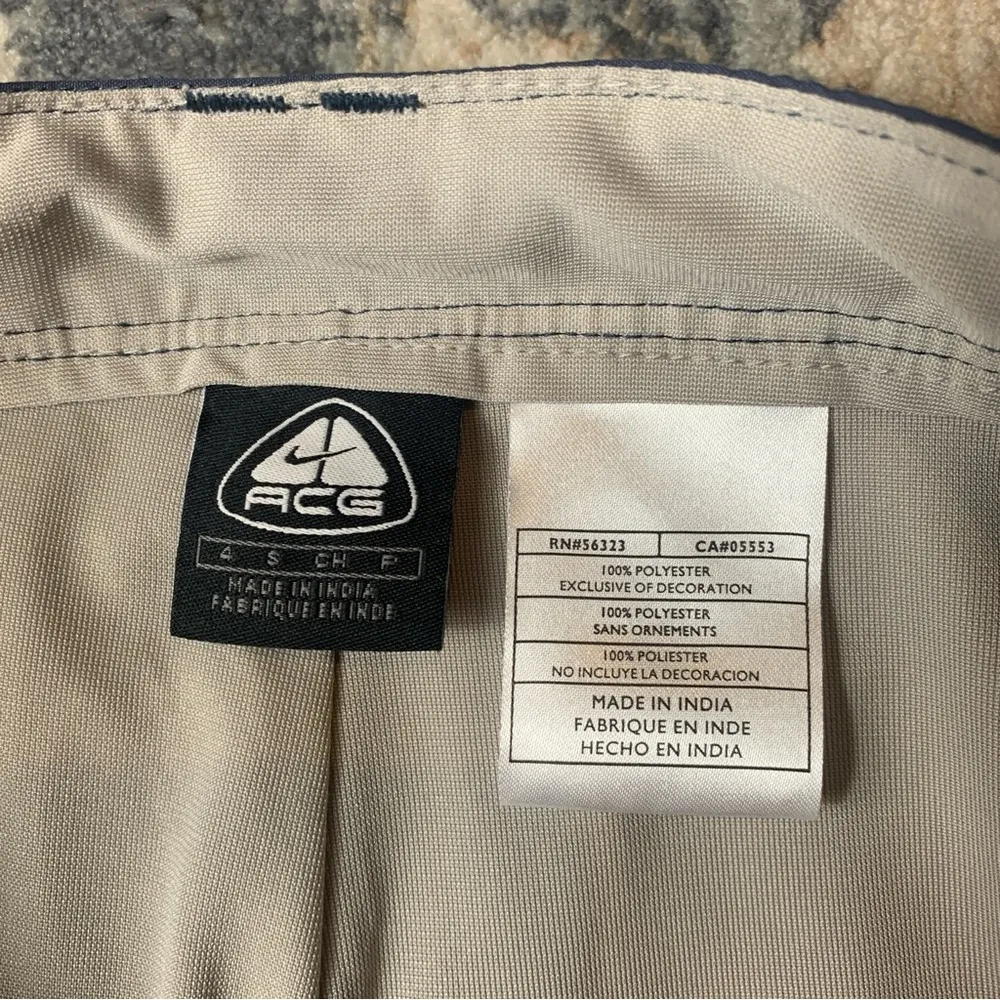 ACG
4 S CH P
MADE IN INDIA
FABRIQUE EN INDE
RN#56323 CA#05553
100% POLYESTER
EXCLUSIVE OF DECORATION
100% POLYESTER
SANS ORNEMENTS
100% POLIESTER
NO INCLUYE LA DECORACION
MADE IN INDIA
FABRIQUE EN INDE
HECHO EN INDIA